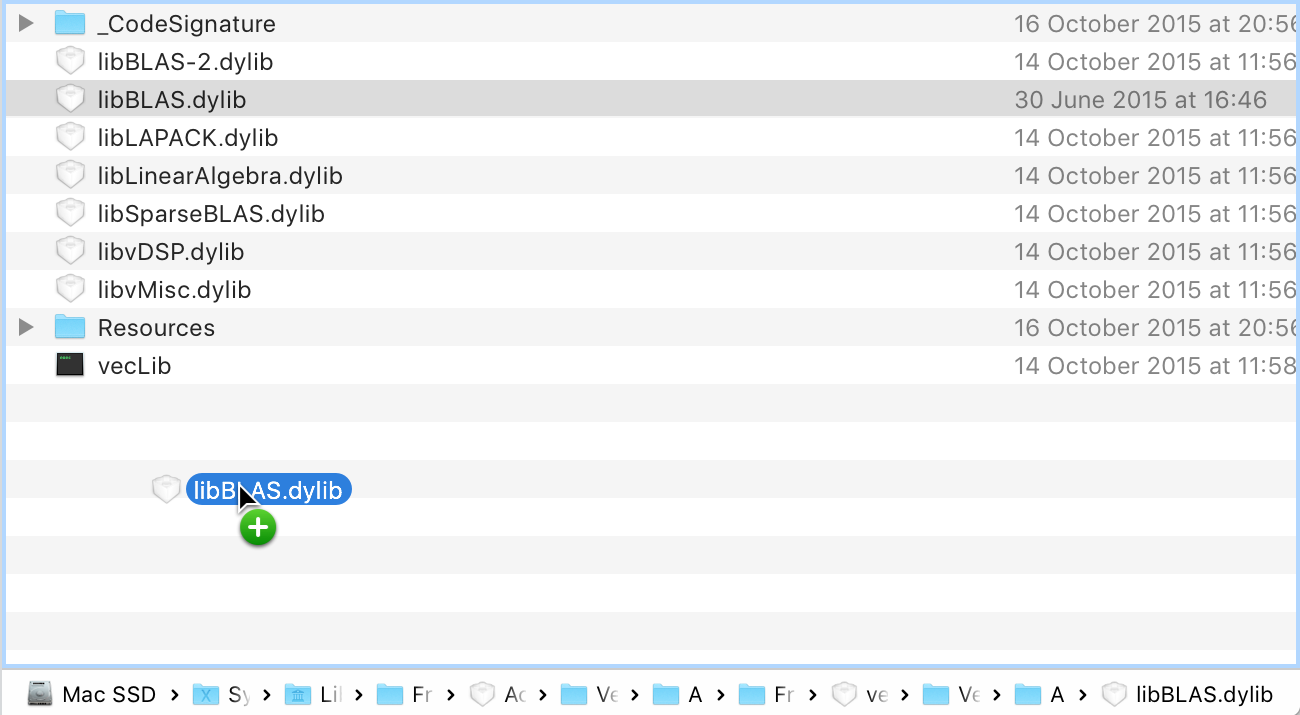 _CodeSignature 16 October 2015 at 20:56
libBLAS-2.dylib 14 October 2015 at 11:56
libBLAS.dylib 30 June 2015 at 16:46
libLAPACK.dylib 14 October 2015 at 11:56
libLinearAlgebra.dylib 14 October 2015 at 11:56
libSparseBLAS.dylib 14 October 2015 at 11:56
libvDSP.dylib 14 October 2015 at 11:56
libvMisc.dylib 14 October 2015 at 11:56
Resources 16 October 2015 at 20:56
vecLib 14 October 2015 at 11:58
libBLAS.dylib
Mac SSD › Sy › Lil › Fr › Ac › Ve › A › Fr › ve › Ve › A › libBLAS.dylib